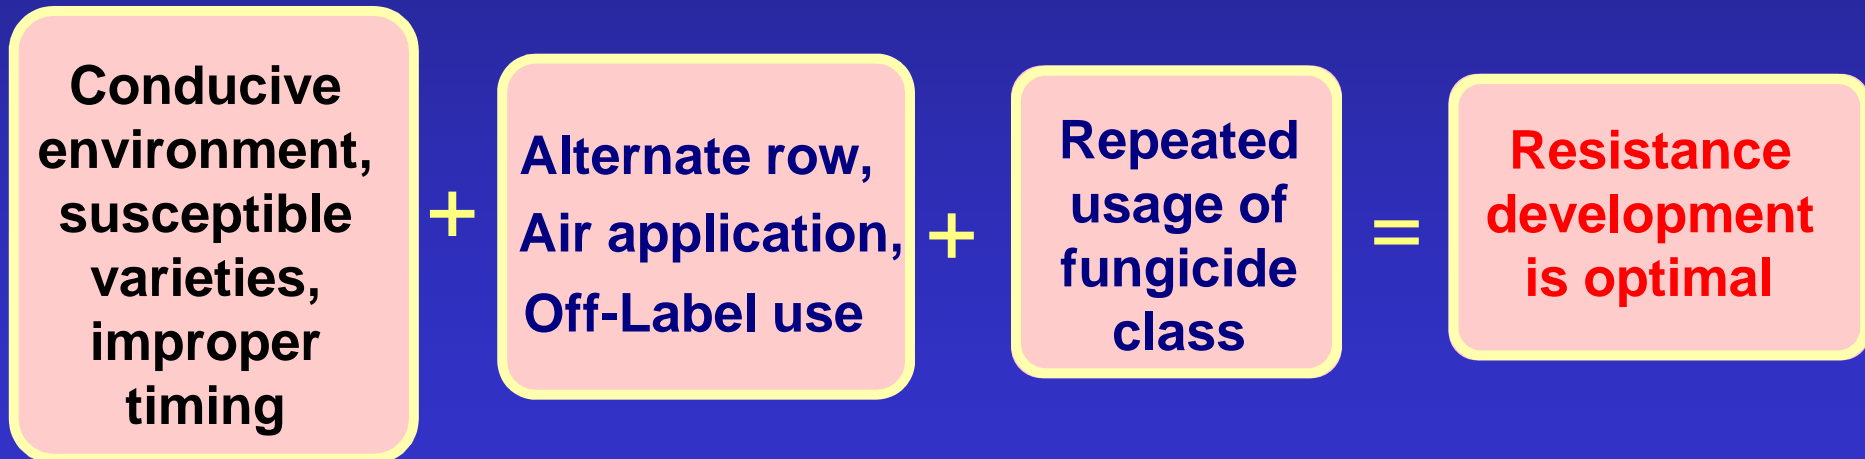 Conducive
environment,
susceptible
varieties,
improper
timing
+
Alternate row,
Air application,
Off-Label use
+
Repeated
usage of
fungicide
class
=
Resistance
development
is optimal